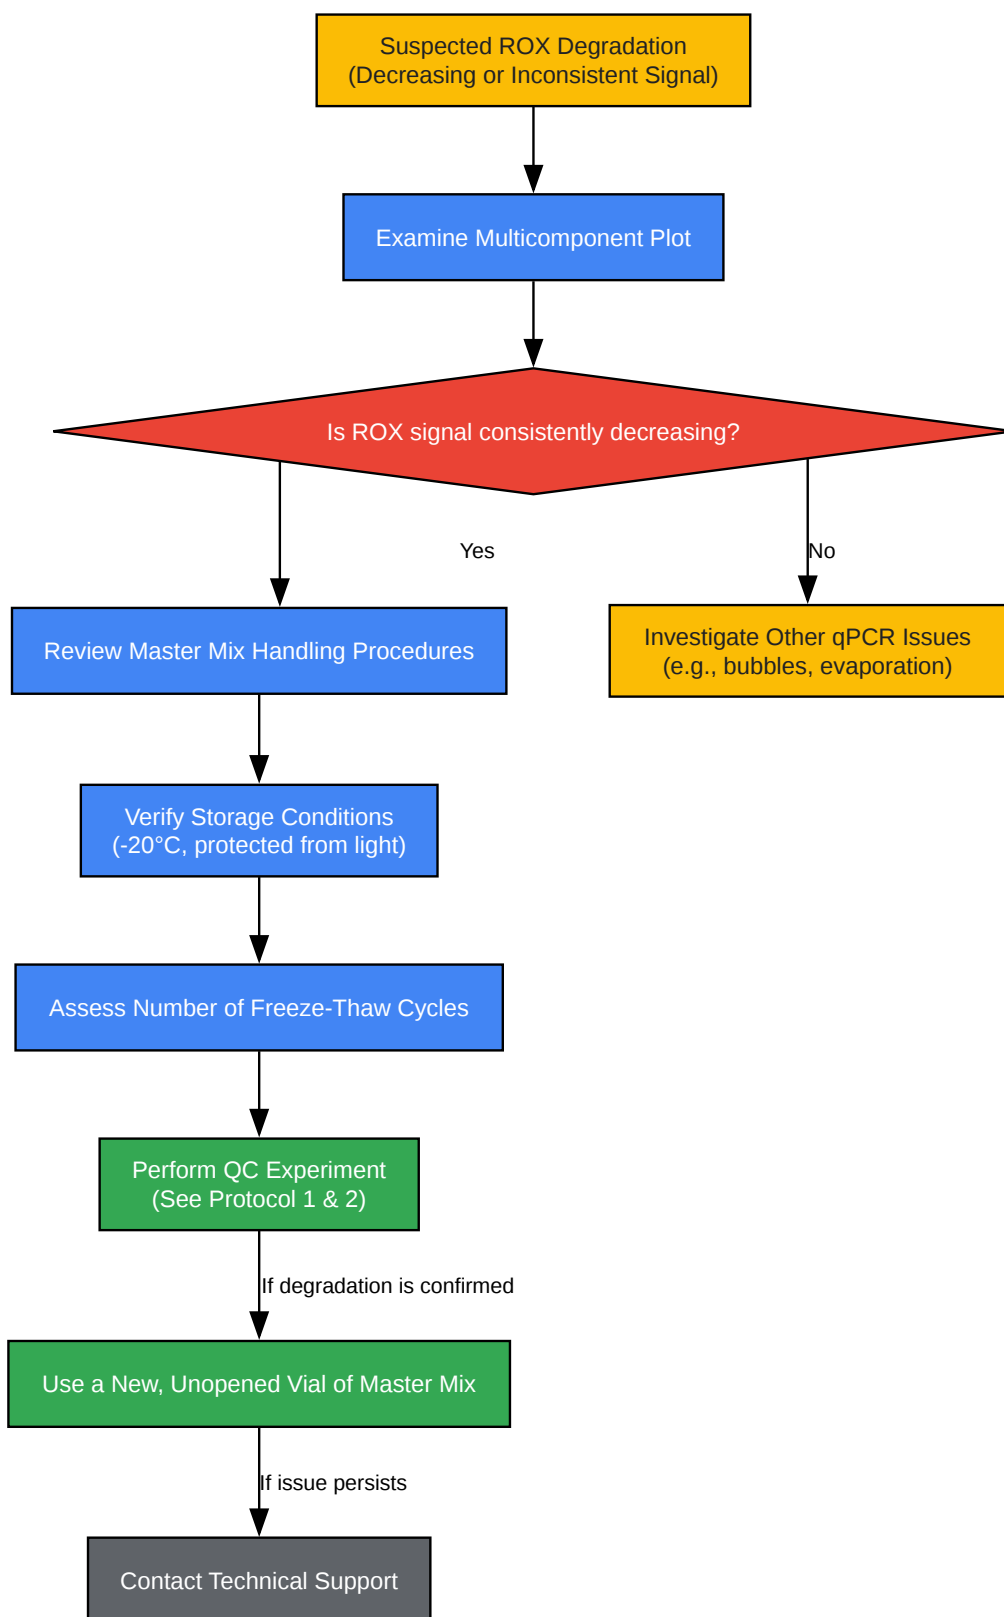 Suspected ROX Degradation
(Decreasing or Inconsistent Signal)
Examine Multicomponent Plot
Is ROX signal consistently decreasing?
Yes
No
Review Master Mix Handling Procedures
Investigate Other qPCR Issues
(e.g., bubbles, evaporation)
Verify Storage Conditions
(-20°C, protected from light)
Assess Number of Freeze-Thaw Cycles
Perform QC Experiment
(See Protocol 1 & 2)
If degradation is confirmed
Use a New, Unopened Vial of Master Mix
If issue persists
Contact Technical Support